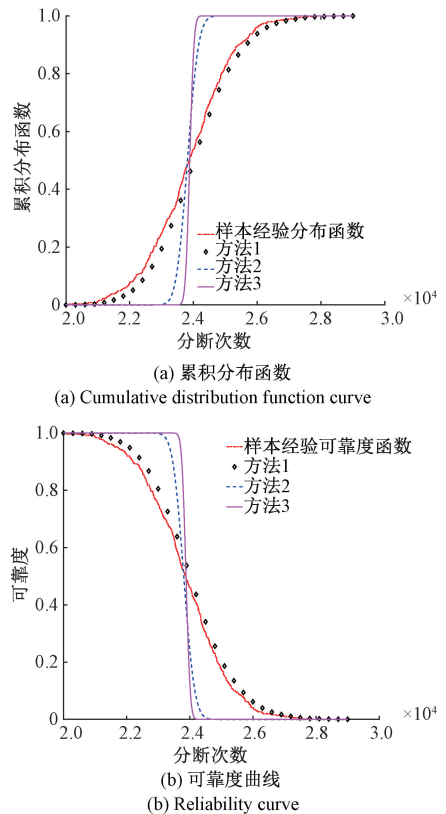 1.0
0.8
0.6
0.4
0.2
0
累积分布函数
样本经验分布函数
方法1
方法2
方法3
2.0
2.2
2.4
2.6
2.8
3.0
×10⁴
分断次数
(a) 累积分布函数
(a) Cumulative distribution function curve
1.0
0.8
0.6
0.4
0.2
0
可靠度
样本经验可靠度函数
方法1
方法2
方法3
2.0
2.2
2.4
2.6
2.8
3.0
×10⁴
分断次数
(b) 可靠度曲线
(b) Reliability curve